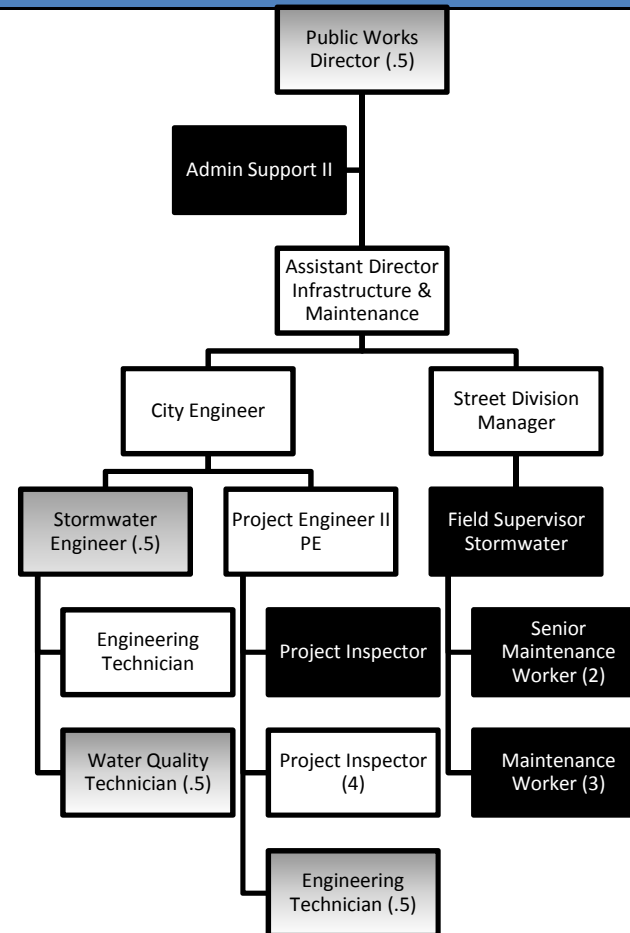 Public Works
Director (.5)
Admin Support II
Assistant Director
Infrastructure &
Maintenance
City Engineer
Street Division
Manager
Stormwater
Engineer (.5)
Project Engineer II
PE
Field Supervisor
Stormwater
Engineering
Technician
Project Inspector
Senior
Maintenance
Worker (2)
Water Quality
Technician (.5)
Project Inspector
(4)
Maintenance
Worker (3)
Engineering
Technician (.5)